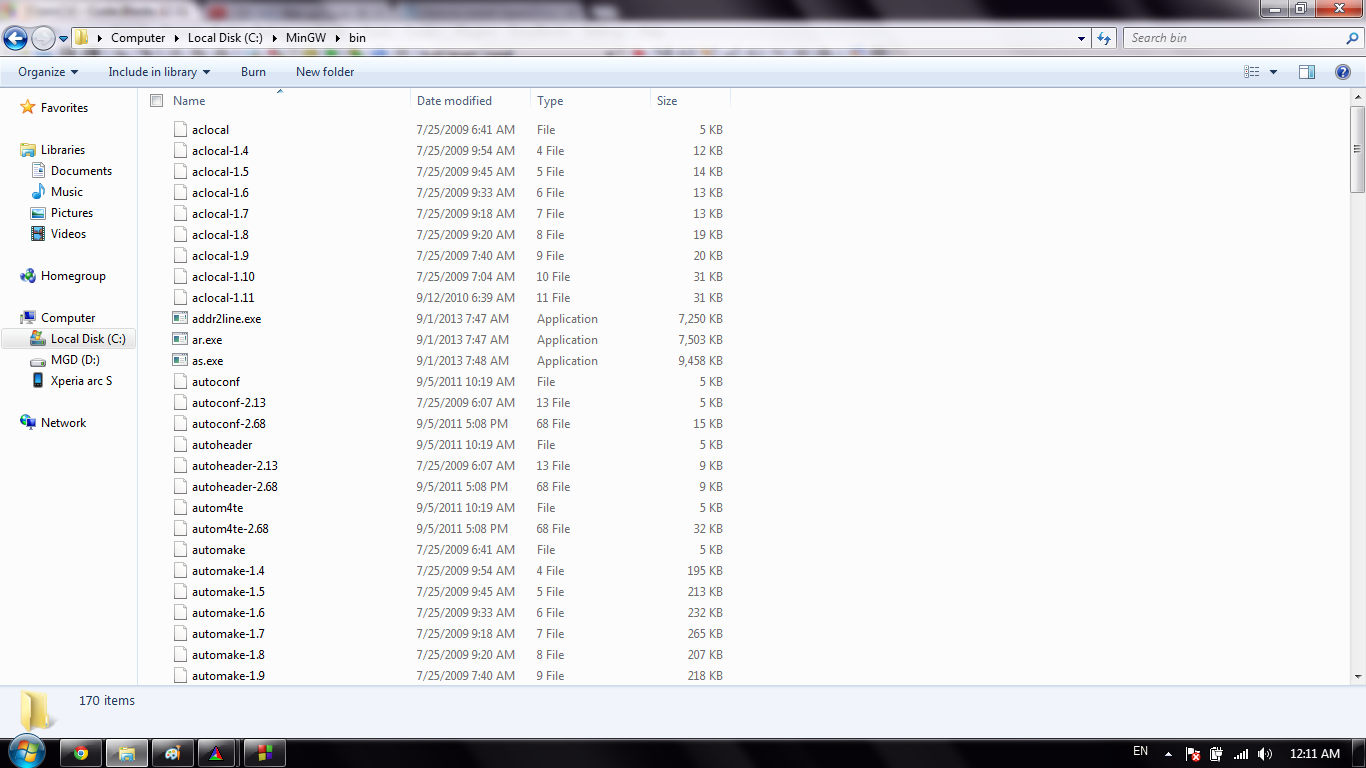 Computer ▸ Local Disk (C:) ▸ MinGW ▸ bin
Search bin
Organize Include in library Burn New folder
Name Date modified Type Size
Favorites
Libraries
Documents
Music
Pictures
Videos
Homegroup
Computer
Local Disk (C:)
MGD (D:)
Xperia arc S
Network
aclocal 7/25/2009 6:41 AM File 5 KB
aclocal-1.4 7/25/2009 9:54 AM 4 File 12 KB
aclocal-1.5 7/25/2009 9:45 AM 5 File 14 KB
aclocal-1.6 7/25/2009 9:33 AM 6 File 13 KB
aclocal-1.7 7/25/2009 9:18 AM 7 File 13 KB
aclocal-1.8 7/25/2009 9:20 AM 8 File 19 KB
aclocal-1.9 7/25/2009 7:40 AM 9 File 20 KB
aclocal-1.10 7/25/2009 7:04 AM 10 File 31 KB
aclocal-1.11 9/12/2010 6:39 AM 11 File 31 KB
addr2line.exe 9/1/2013 7:47 AM Application 7,250 KB
ar.exe 9/1/2013 7:47 AM Application 7,503 KB
as.exe 9/1/2013 7:48 AM Application 9,458 KB
autoconf 9/5/2011 10:19 AM File 5 KB
autoconf-2.13 7/25/2009 6:07 AM 13 File 5 KB
autoconf-2.68 9/5/2011 5:08 PM 68 File 15 KB
autoheader 9/5/2011 10:19 AM File 5 KB
autoheader-2.13 7/25/2009 6:07 AM 13 File 9 KB
autoheader-2.68 9/5/2011 5:08 PM 68 File 9 KB
autom4te 9/5/2011 10:19 AM File 5 KB
autom4te-2.68 9/5/2011 5:08 PM 68 File 32 KB
automake 7/25/2009 6:41 AM File 5 KB
automake-1.4 7/25/2009 9:54 AM 4 File 195 KB
automake-1.5 7/25/2009 9:45 AM 5 File 213 KB
automake-1.6 7/25/2009 9:33 AM 6 File 232 KB
automake-1.7 7/25/2009 9:18 AM 7 File 265 KB
automake-1.8 7/25/2009 9:20 AM 8 File 207 KB
automake-1.9 7/25/2009 7:40 AM 9 File 218 KB
170 items
EN 12:11 AM